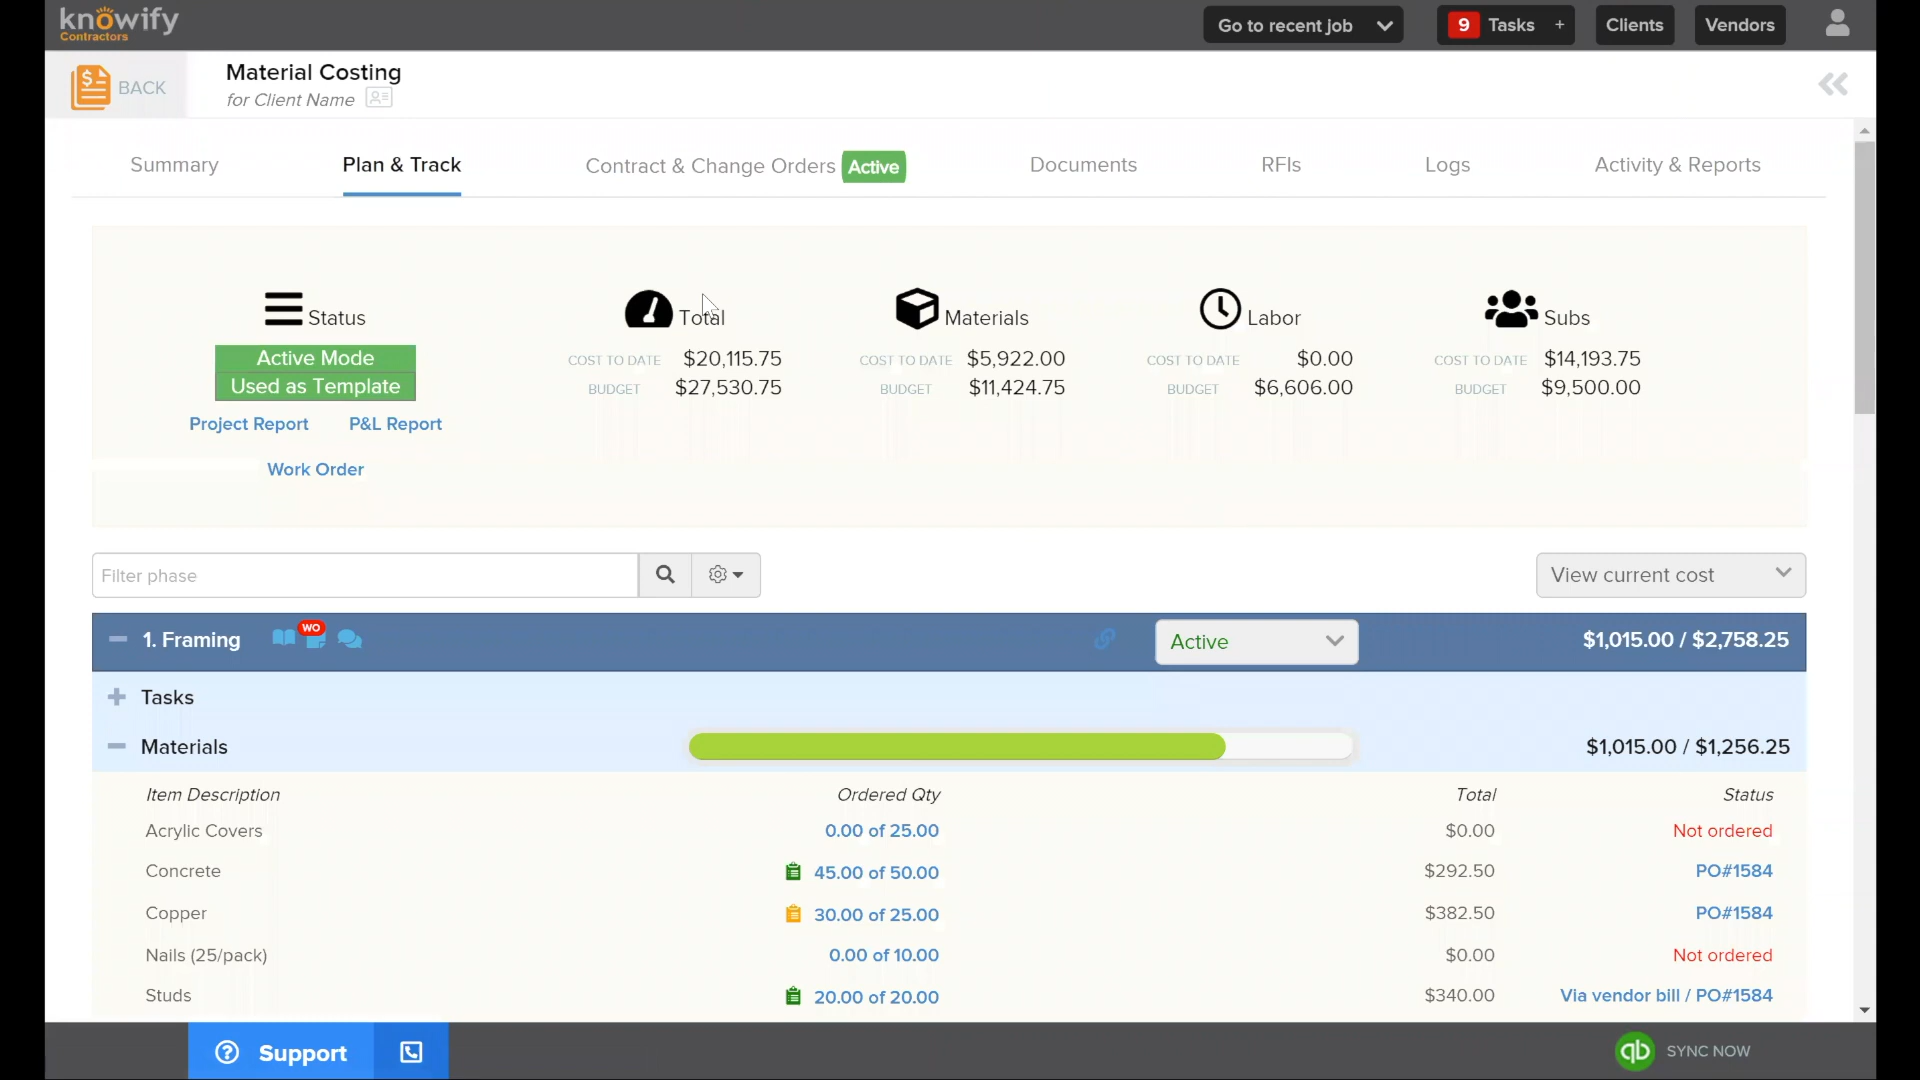 knowify
Contractors
Go to recent job
9 Tasks +
Clients
Vendors
BACK
Material Costing
for Client Name
Summary
Plan & Track
Contract & Change Orders Active
Documents
RFIs
Logs
Activity & Reports
Status
Active Mode
Used as Template
Project Report P&L Report
Work Order
Total
COST TO DATE $20,115.75
BUDGET $27,530.75
Materials
COST TO DATE $5,922.00
BUDGET $11,424.75
Labor
COST TO DATE $0.00
BUDGET $6,606.00
Subs
COST TO DATE $14,193.75
BUDGET $9,500.00
Filter phase
View current cost
1. Framing WO Active $1,015.00 / $2,758.25
Tasks
Materials $1,015.00 / $1,256.25
Item Description Ordered Qty Total Status
Acrylic Covers 0.00 of 25.00 $0.00 Not ordered
Concrete 45.00 of 50.00 $292.50 PO#1584
Copper 30.00 of 25.00 $382.50 PO#1584
Nails (25/pack) 0.00 of 10.00 $0.00 Not ordered
Studs 20.00 of 20.00 $340.00 Via vendor bill / PO#1584
? Support
qb SYNC NOW